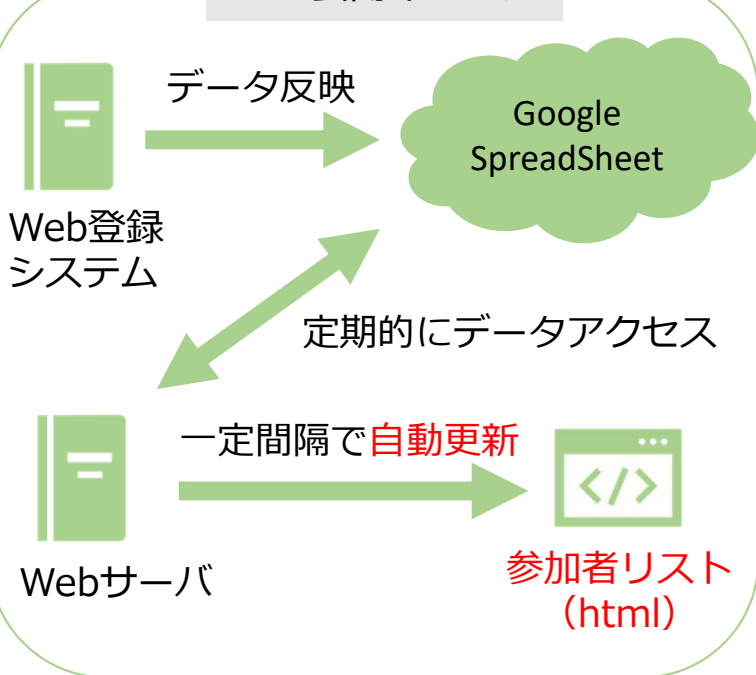 データ反映
Google
SpreadSheet
Web登録
システム
定期的にデータアクセス
一定間隔で自動更新
</>
Webサーバ
参加者リスト
（html）